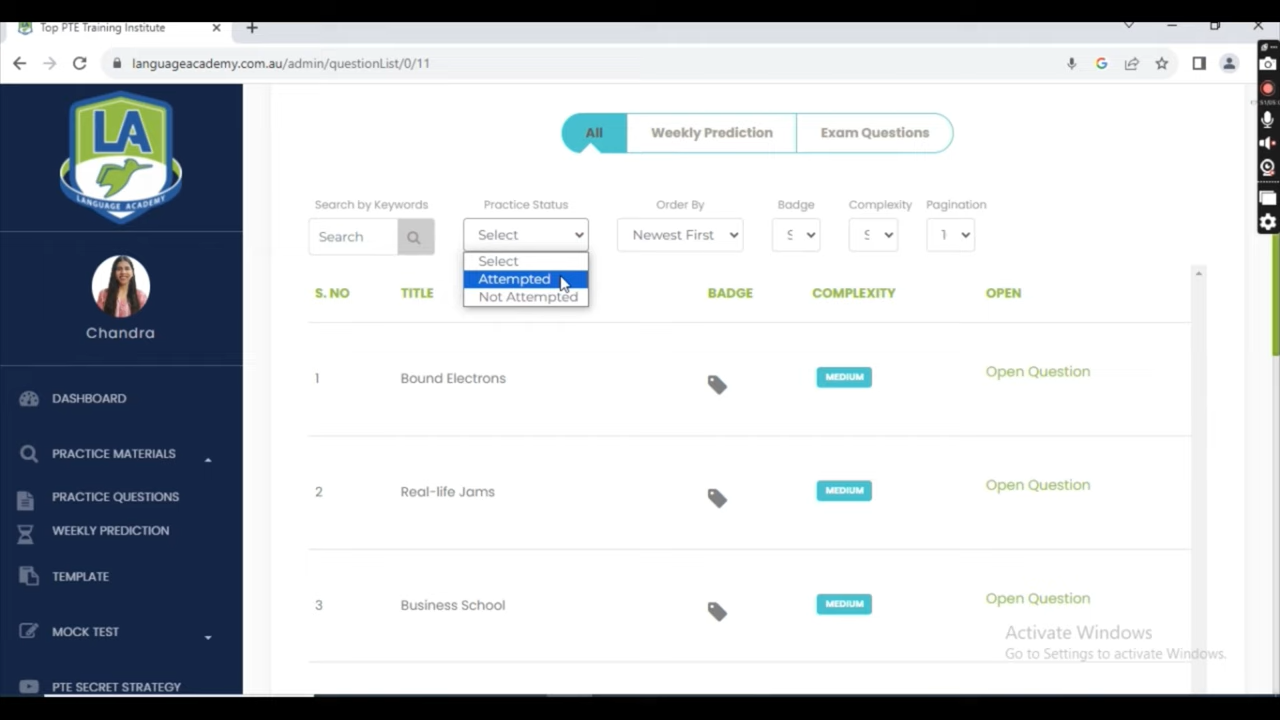 Top PTE Training Institute
languageacademy.com.au/admin/questionList/0/11
LA
LANGUAGE ACADEMY
Chandra
DASHBOARD
PRACTICE MATERIALS
PRACTICE QUESTIONS
WEEKLY PREDICTION
TEMPLATE
MOCK TEST
PTE SECRET STRATEGY
All
Weekly Prediction
Exam Questions
Search by Keywords
Practice Status
Order By
Badge
Complexity
Pagination
Search
Select
Newest First
S
S
1
Select
Attempted
Not Attempted
S. NO
TITLE
BADGE
COMPLEXITY
OPEN
1
Bound Electrons
MEDIUM
Open Question
2
Real-life Jams
MEDIUM
Open Question
3
Business School
MEDIUM
Open Question
Activate Windows
Go to Settings to activate Windows.